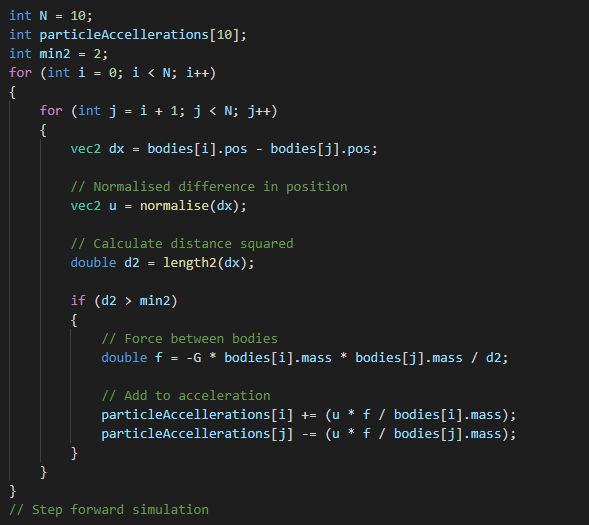 int N = 10;
int particleAccellerations[10];
int min2 = 2;
for (int i = 0; i < N; i++)
{
    for (int j = i + 1; j < N; j++)
    {
        vec2 dx = bodies[i].pos - bodies[j].pos;

        // Normalised difference in position
        vec2 u = normalise(dx);

        // Calculate distance squared
        double d2 = length2(dx);

        if (d2 > min2)
        {
            // Force between bodies
            double f = -G * bodies[i].mass * bodies[j].mass / d2;

            // Add to acceleration
            particleAccellerations[i] += (u * f / bodies[i].mass);
            particleAccellerations[j] -= (u * f / bodies[j].mass);
        }
    }
}
// Step forward simulation